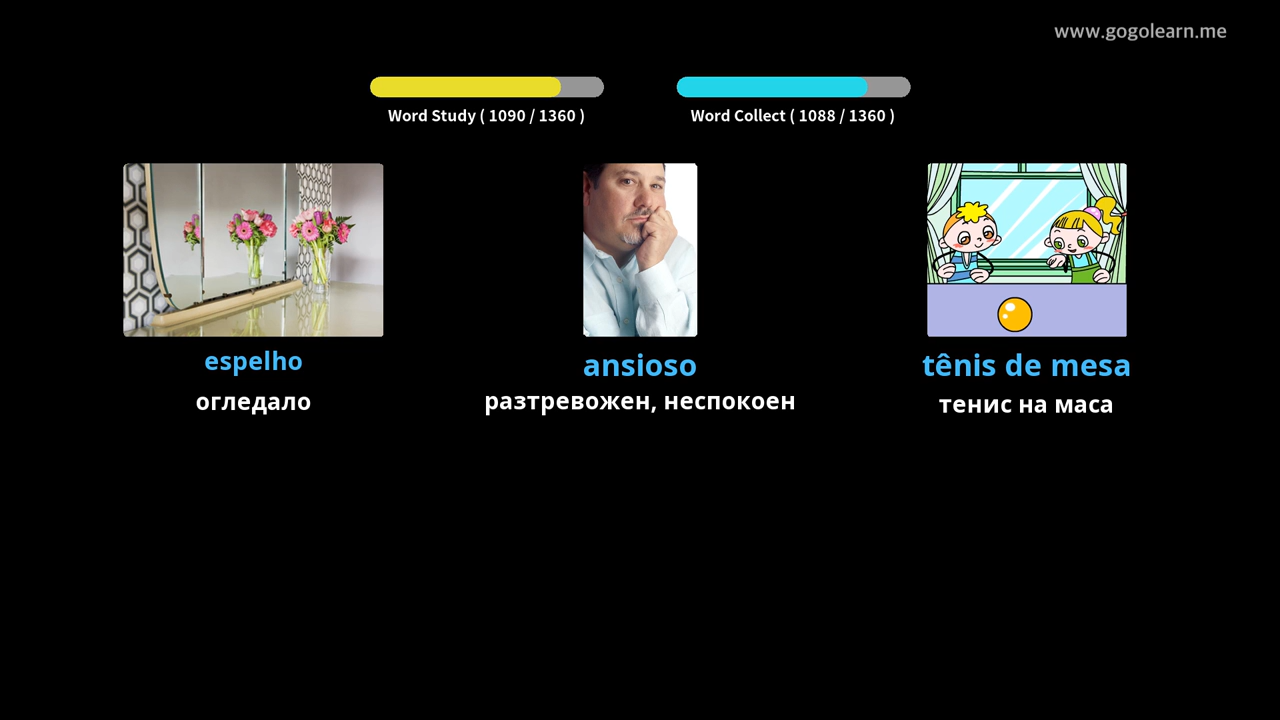 www.gogolearn.me
Word Study ( 1090 / 1360 )
Word Collect ( 1088 / 1360 )
espelho
ansioso
tênis de mesa
огледало
разтревожен, неспокоен
тенис на маса